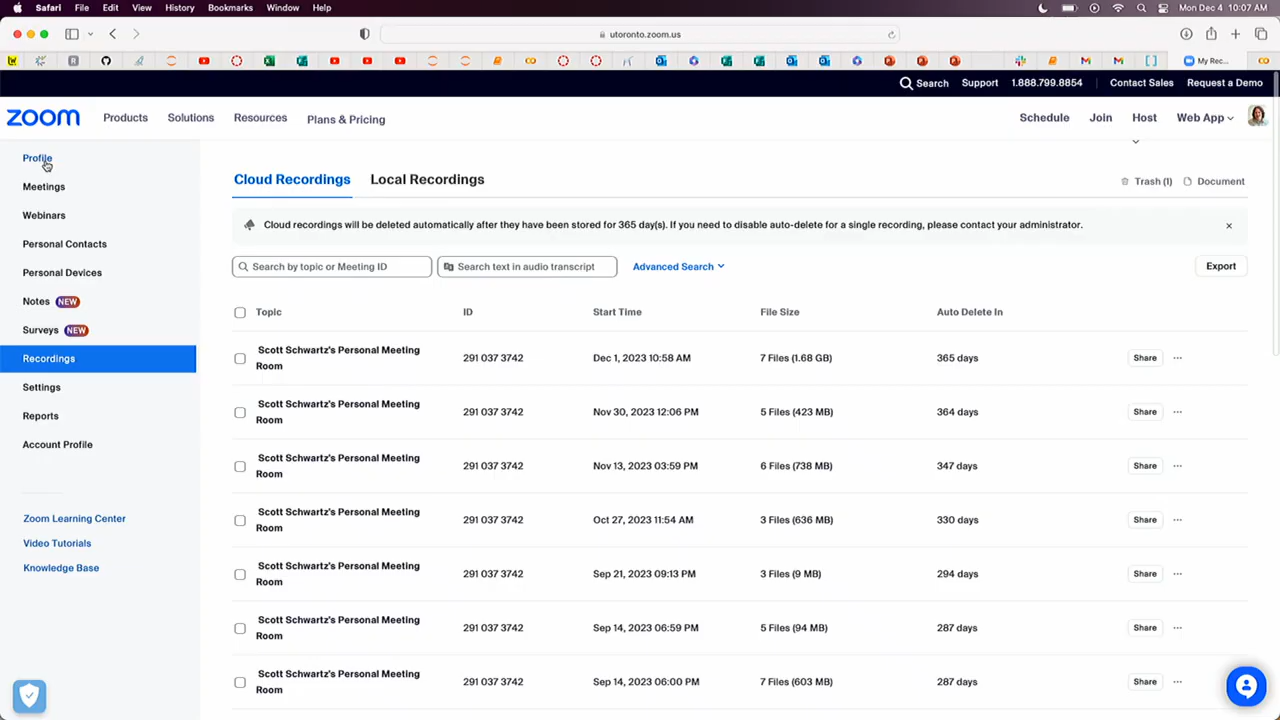 Safari File Edit View History Bookmarks Window Help Mon Dec 4 10:07 AM
utoronto.zoom.us
My Rec...
Search Support 1.888.799.8854 Contact Sales Request a Demo
zoom Products Solutions Resources Plans & Pricing Schedule Join Host Web App
Profile
Meetings
Webinars
Personal Contacts
Personal Devices
Notes NEW
Surveys NEW
Recordings
Settings
Reports
Account Profile
Zoom Learning Center
Video Tutorials
Knowledge Base
Cloud Recordings Local Recordings Trash (1) Document
Cloud recordings will be deleted automatically after they have been stored for 365 day(s). If you need to disable auto-delete for a single recording, please contact your administrator.
Search by topic or Meeting ID Search text in audio transcript Advanced Search Export
Topic ID Start Time File Size Auto Delete In
Scott Schwartz's Personal Meeting Room 291 037 3742 Dec 1, 2023 10:58 AM 7 Files (1.68 GB) 365 days Share ...
Scott Schwartz's Personal Meeting Room 291 037 3742 Nov 30, 2023 12:06 PM 5 Files (423 MB) 364 days Share ...
Scott Schwartz's Personal Meeting Room 291 037 3742 Nov 13, 2023 03:59 PM 6 Files (738 MB) 347 days Share ...
Scott Schwartz's Personal Meeting Room 291 037 3742 Oct 27, 2023 11:54 AM 3 Files (636 MB) 330 days Share ...
Scott Schwartz's Personal Meeting Room 291 037 3742 Sep 21, 2023 09:13 PM 3 Files (9 MB) 294 days Share ...
Scott Schwartz's Personal Meeting Room 291 037 3742 Sep 14, 2023 06:59 PM 5 Files (94 MB) 287 days Share ...
Scott Schwartz's Personal Meeting Room 291 037 3742 Sep 14, 2023 06:00 PM 7 Files (603 MB) 287 days Share ...